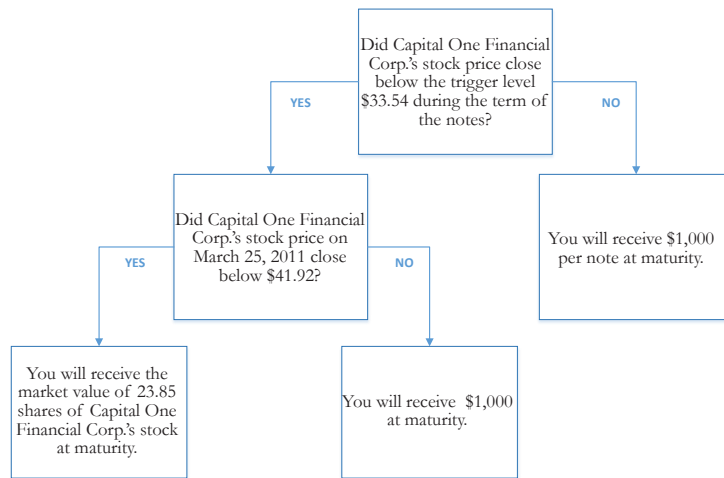 Did Capital One Financial
Corp.'s stock price close
below the trigger level
$33.54 during the term of
the notes?
YES
NO
Did Capital One Financial
Corp.'s stock price on
March 25, 2011 close
below $41.92?
You will receive $1,000
per note at maturity.
YES
NO
You will receive the
market value of 23.85
shares of Capital One
Financial Corp.'s stock
at maturity.
You will receive $1,000
at maturity.